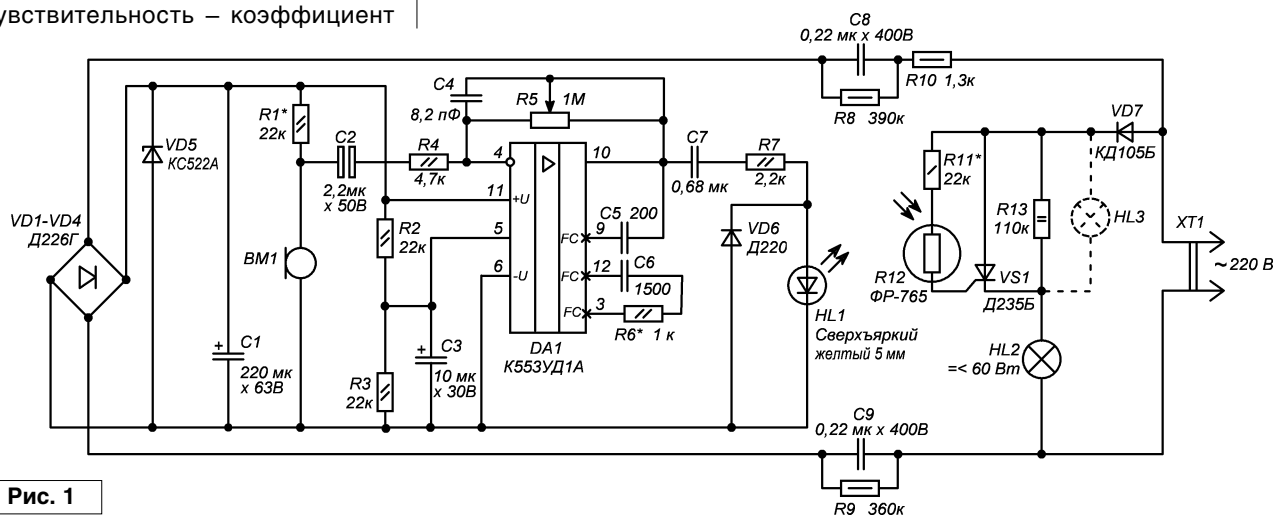 увствительность – коэффициент
C8
0,22 мк х 400В
R10 1,3к
R8 390к
C4
8,2 пФ
R5 1М
R1*
22к
VD5
КС522А
C2
2,2мк
х 50В
R4
4,7к
4
10
C7
0,68 мк
R7
2,2к
VD7
КД105Б
R11*
22к
R13
110к
HL3
XT1
~220 В
11
+U
R2
22к
5
6
-U
FC
9
C5 200
FC
12
C6
1500
FC
3
R6* 1 к
VD6
Д220
VD1-VD4
Д226Г
BM1
R12
ФР-765
VS1
Д235Б
HL1
Сверхъяркий
желтый 5 мм
DA1
К553УД1А
+
C1
220 мк
х 63В
+
C3
10 мк
х 30В
R3
22к
HL2
=< 60 Вт
C9
0,22 мк х 400В
R9 360к
Рис. 1